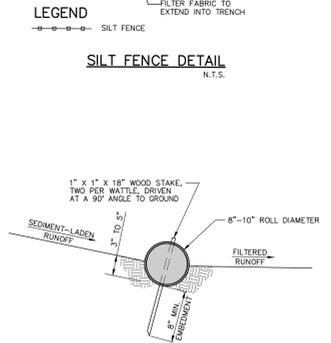 FILTER FABRIC TO
EXTEND INTO TRENCH
LEGEND
SILT FENCE
SILT FENCE DETAIL
N.T.S.
1" X 1" X 18" WOOD STAKE,
TWO PER WATTLE, DRIVEN
AT A 90° ANGLE TO GROUND
8"-10" ROLL DIAMETER
SEDIMENT-LADEN
RUNOFF
3" TO 5"
FILTERED
RUNOFF
8" MIN.
EMBEDMENT